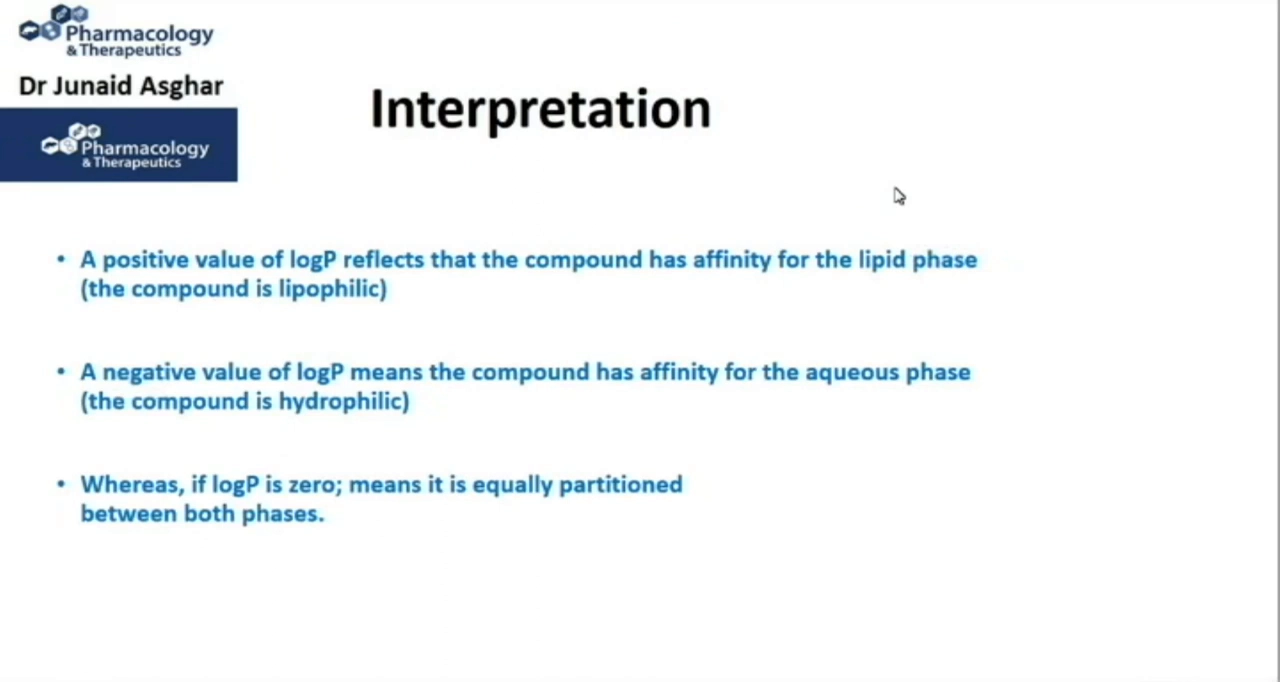 Pharmacology
& Therapeutics
Dr Junaid Asghar
Pharmacology
& Therapeutics
Interpretation
• A positive value of logP reflects that the compound has affinity for the lipid phase
(the compound is lipophilic)
• A negative value of logP means the compound has affinity for the aqueous phase
(the compound is hydrophilic)
• Whereas, if logP is zero; means it is equally partitioned
between both phases.